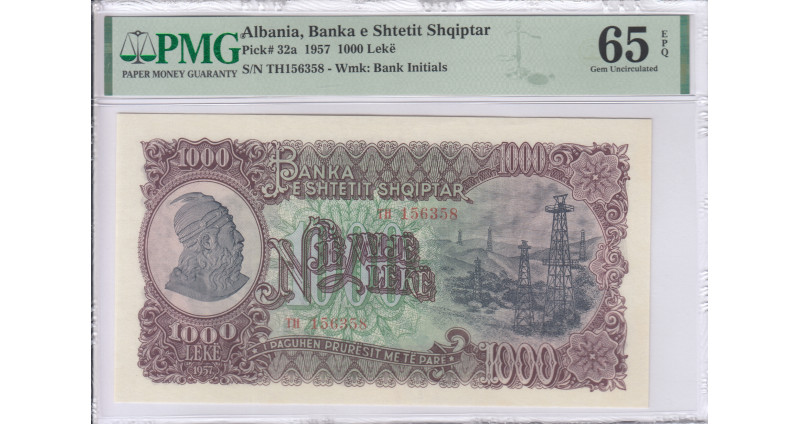 PMG
PAPER MONEY GUARANTY
Albania, Banka e Shtetit Shqiptar
Pick# 32a 1957 1000 Lekë
S/N TH156358 - Wmk: Bank Initials
65 EPQ
Gem Uncirculated
1000
1000
BANKA
E SHTETIT SHQIPTAR
TH 156358
1000
NJË MIJË
LEKË
TH 156358
1000
LEKË
1957
I PAGUHEN PRURËSIT ME TË PARË
1000